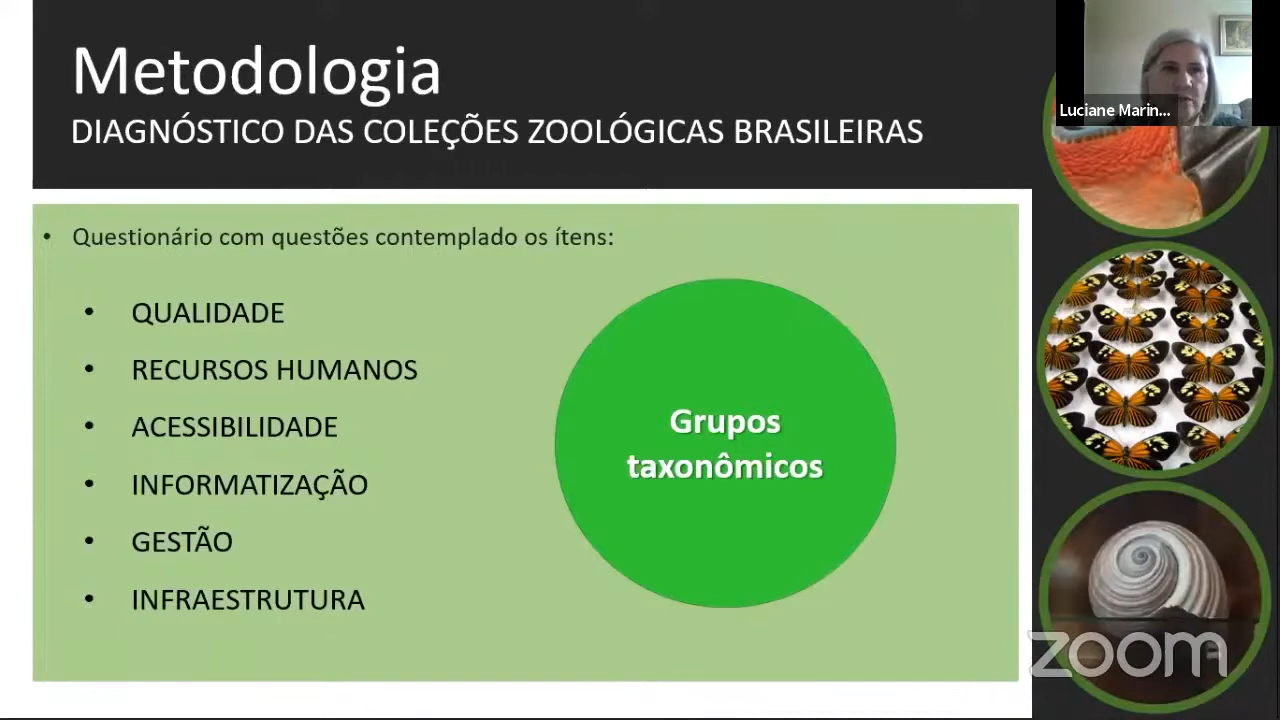 Metodologia
DIAGNÓSTICO DAS COLEÇÕES ZOOLÓGICAS BRASILEIRAS
Luciane Marin...
• Questionário com questões contemplado os ítens:
• QUALIDADE
• RECURSOS HUMANOS
• ACESSIBILIDADE
• INFORMATIZAÇÃO
• GESTÃO
• INFRAESTRUTURA
Grupos
taxonômicos
zoom